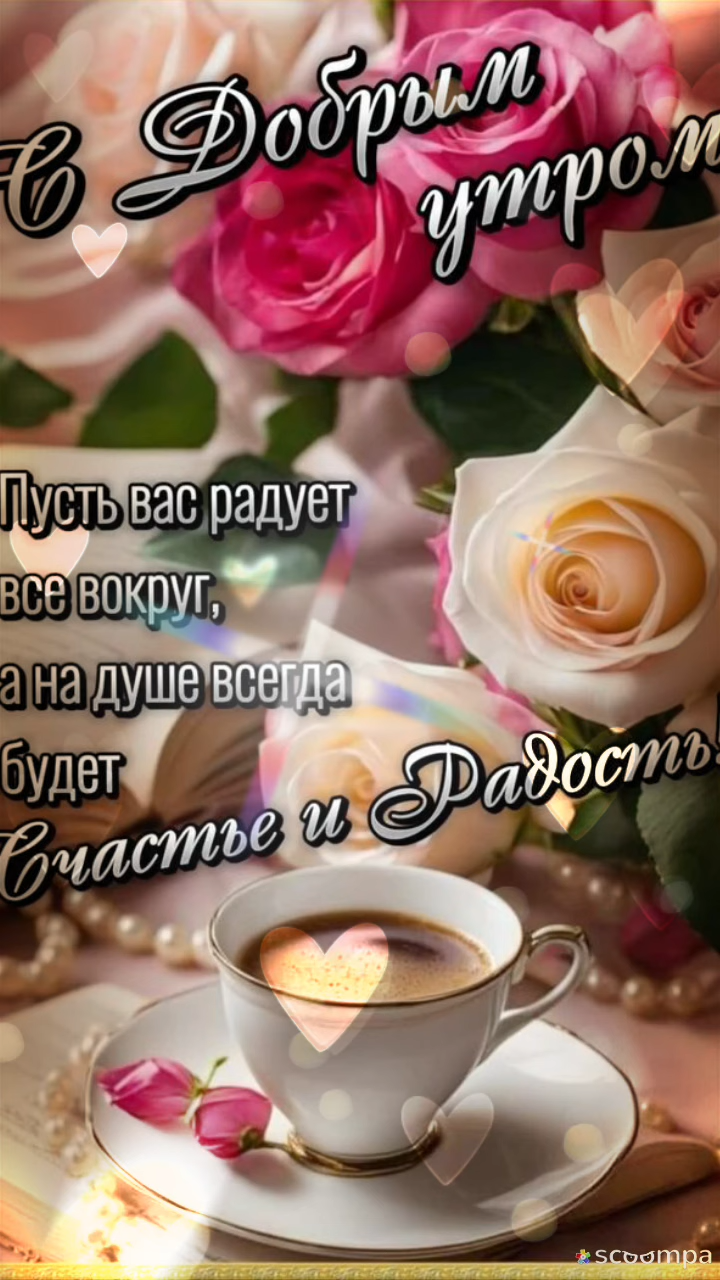 С Добрым
утром
Пусть вас радует
все вокруг,
а на душе всегда
будет
Счастье и Радость!
scoompa